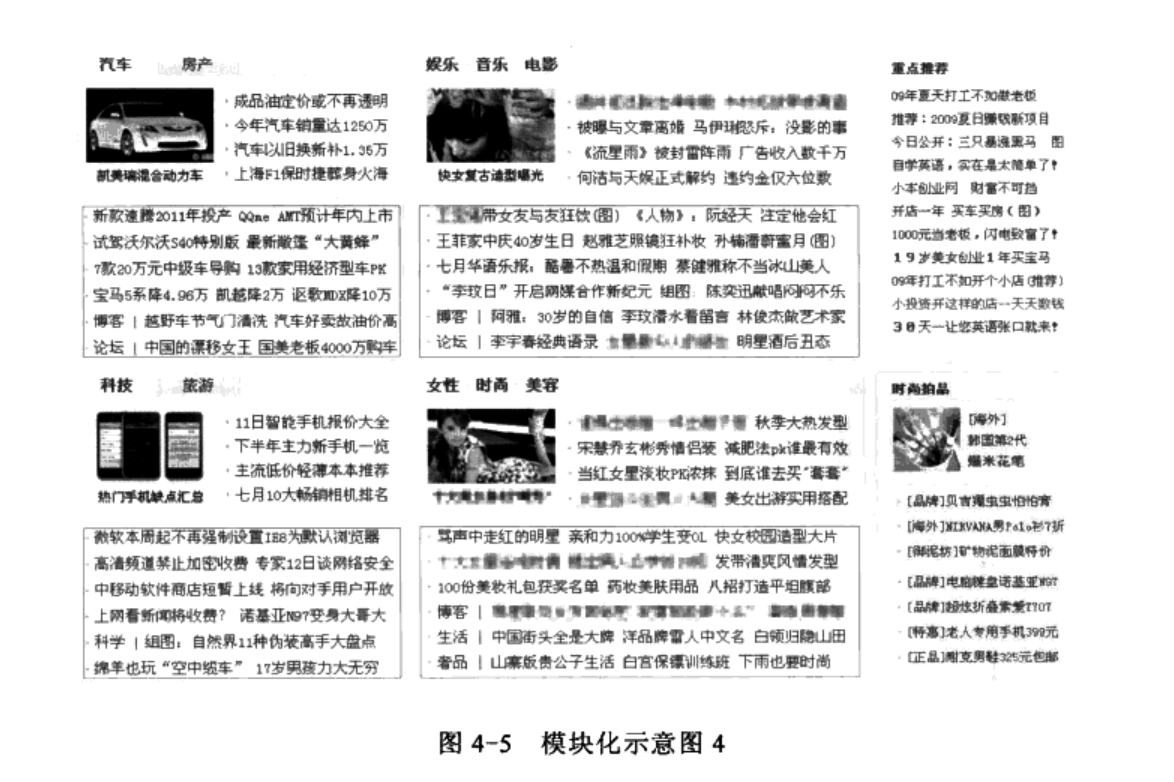 汽车 房产
成品油定价或不再透明
今年汽车销量达1250万
汽车以旧换新补1.35万
上海F1保时捷葬身火海
凯美瑞混合动力车
新款速腾2011年投产 QQme AMT预计年内上市
试驾沃尔沃S40特别版 最新敞篷“大黄蜂”
7款20万元中级车导购 13款家用经济型车PK
宝马5系降4.96万 凯越降2万 讴歌MDX降10万
博客 | 越野车节气门清洗 汽车好卖故油价高
论坛 | 中国的漂移女王 国美老板4000万购车
娱乐 音乐 电影
被曝与文章离婚 马伊琍怒斥：没影的事
《流星雨》被封雷阵雨 广告收入数千万
何洁与天娱正式解约 违约金仅六位数
快女复古造型曝光
带女友与友狂饮(图) 《人物》：阮经天 注定他会红
王菲家中庆40岁生日 赵雅芝照镜狂补妆 孙楠潘蔚蜜月(图)
七月华语乐报：酷暑不热温和假期 蔡健雅称不当冰山美人
“李玟日”开启网媒合作新纪元 组图：陈奕迅献唱闷闷不乐
博客 | 阿雅：30岁的自信 李玟潜水看留言 林俊杰做艺术家
论坛 | 李宇春经典语录 明星酒后丑态
重点推荐
09年夏天打工不如做老板
推荐：2009夏日赚钱新项目
今日公开：三只暴涨黑马 图
自学英语，实在是太简单了！
小本创业网 财富不可挡
开店一年 买车买房（图）
1000元当老板，闪电致富了！
19岁美女创业1年买宝马
09年打工不如开个小店(推荐)
小投资开这样的店--天天数钱
30天一让您英语张口就来！
科技 旅游
11日智能手机报价大全
下半年主力新手机一览
主流低价轻薄本本推荐
七月10大畅销相机排名
热门手机缺点汇总
微软本周起不再强制设置IE8为默认浏览器
高清频道禁止加密收费 专家12日谈网络安全
中移动软件商店短暂上线 将向对手用户开放
上网看新闻将收费？ 诺基亚N97变身大哥大
科学 | 组图：自然界11种伪装高手大盘点
绵羊也玩“空中缆车” 17岁男孩力大无穷
女性 时尚 美容
秋季大热发型
宋慧乔玄彬秀情侣装 减肥法pk谁最有效
当红女星淡妆PK浓抹 到底谁去买"套套"
美女出游实用搭配
骂声中走红的明星 亲和力100%学生变OL 快女校园造型大片
发带清爽风情发型
100份美妆礼包获奖名单 药妆美肤用品 八招打造平坦腹部
博客 |
生活 | 中国街头全是大牌 洋品牌雷人中文名 白领归隐山田
奢品 | 山寨版贵公子生活 白宫保镖训练班 下雨也要时尚
时尚拍品
[海外]
韩国第2代
爆米花笔
[品牌]贝吉獾虫虫怕怕膏
[海外]NIRVANA男Polo衫7折
[御泥坊]矿物泥面膜特价
[品牌]电脑键盘诺基亚N97
[品牌]超炫折叠索爱T707
[特惠]老人专用手机399元
[正品]耐克男鞋325元包邮
图 4-5 模块化示意图 4